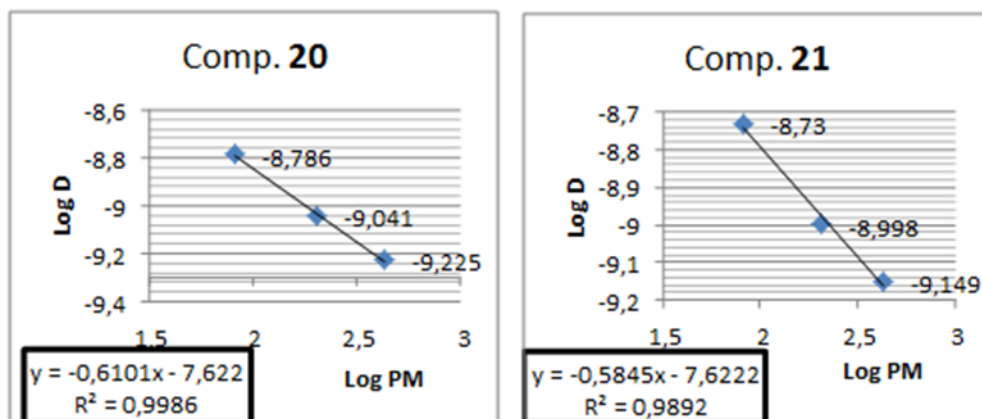 Comp. 20
-8,6
-8,8
-9
-9,2
-9,4
Log D
-8,786
-9,041
-9,225
1,5
2
2,5
3
Log PM
y = -0,6101x - 7,622
R² = 0,9986
Comp. 21
-8,7
-8,8
-8,9
-9
-9,1
-9,2
Log D
-8,73
-8,998
-9,149
1,5
2
2,5
3
Log PM
y = -0,5845x - 7,6222
R² = 0,9892